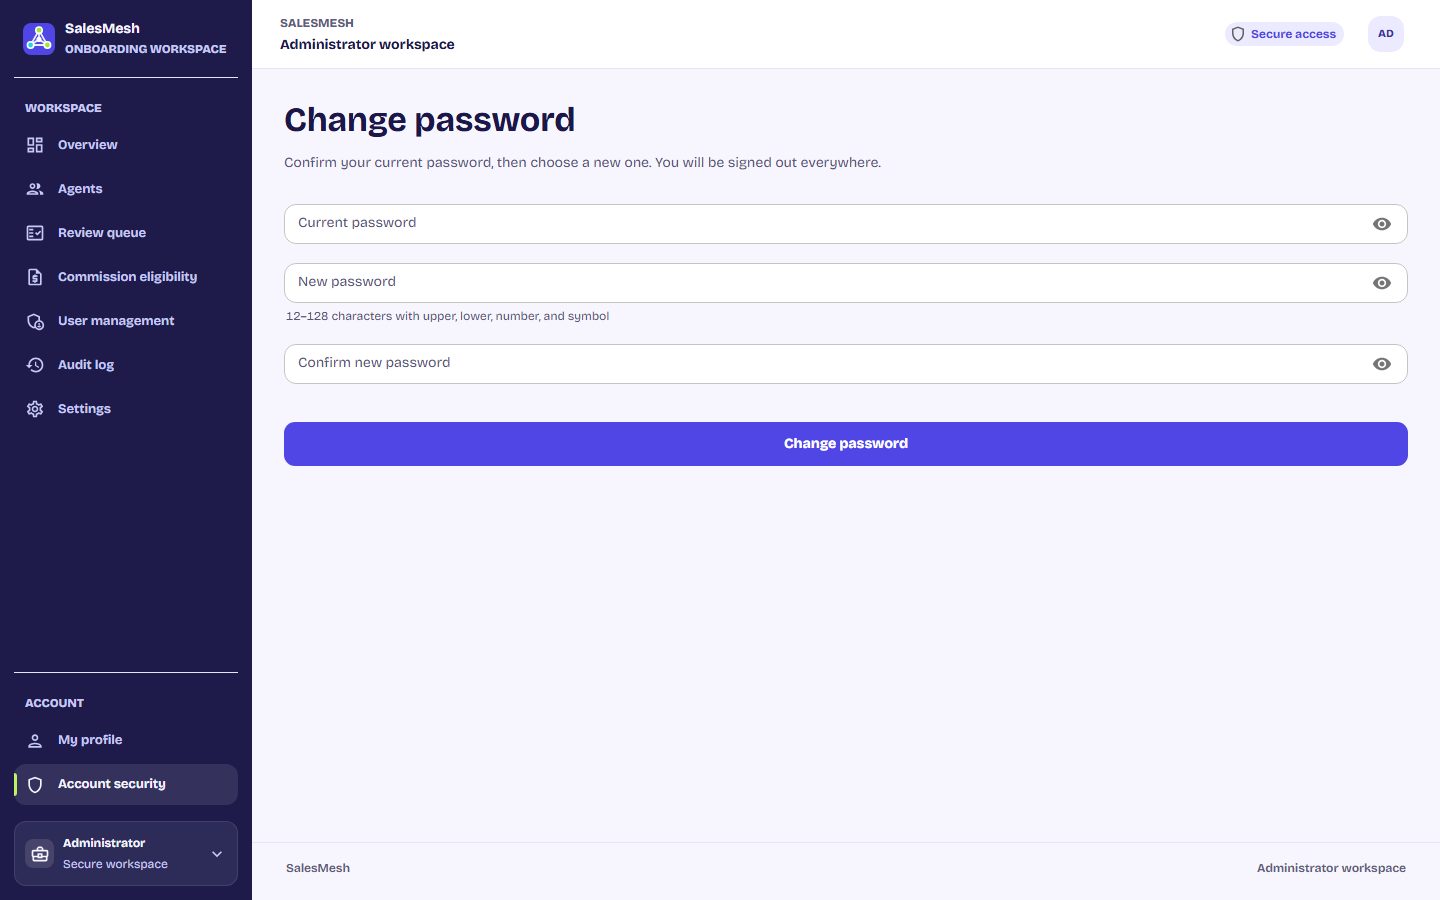 SalesMesh
ONBOARDING WORKSPACE
WORKSPACE
Overview
Agents
Review queue
Commission eligibility
User management
Audit log
Settings
ACCOUNT
My profile
Account security
Administrator
Secure workspace
SALESMESH
Administrator workspace
Secure access
AD
Change password
Confirm your current password, then choose a new one. You will be signed out everywhere.
Current password
New password
12–128 characters with upper, lower, number, and symbol
Confirm new password
Change password
SalesMesh
Administrator workspace